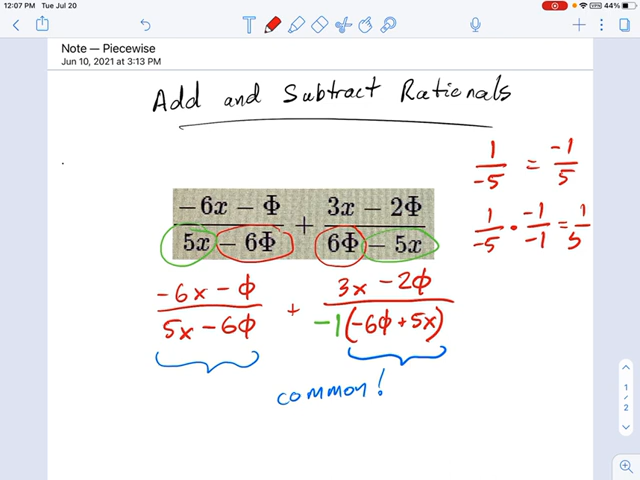 12:07 PM Tue Jul 20
44%
T
Note — Piecewise
Jun 10, 2021 at 3:13 PM
Add and Subtract Rationals
1/-5 = -1/5
(-6x - Φ)/(5x - 6Φ) + (3x - 2Φ)/(6Φ - 5x)
1/-5 · -1/-1 = 1/5
(-6x - ϕ)/(5x - 6ϕ) + (3x - 2ϕ)/(-1(-6ϕ + 5x))
common!
1/2